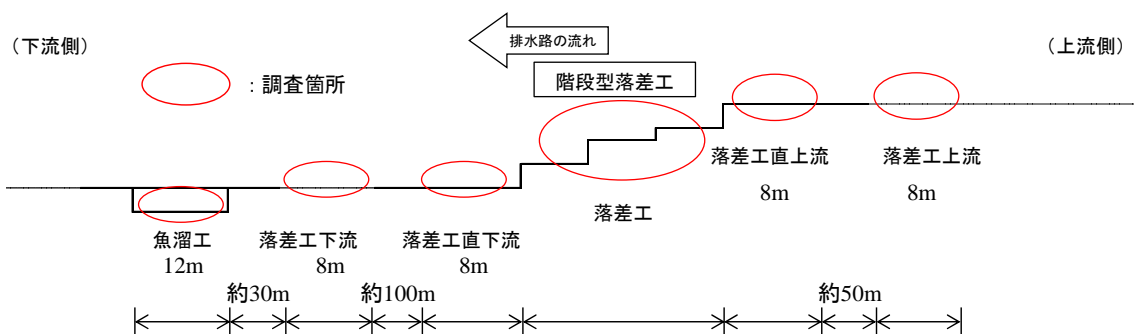 （下流側）
排水路の流れ
（上流側）
：調査箇所
階段型落差工
落差工直上流
8m
落差工上流
8m
落差工
魚溜工
12m
落差工下流
8m
落差工直下流
8m
約30m
約100m
約50m